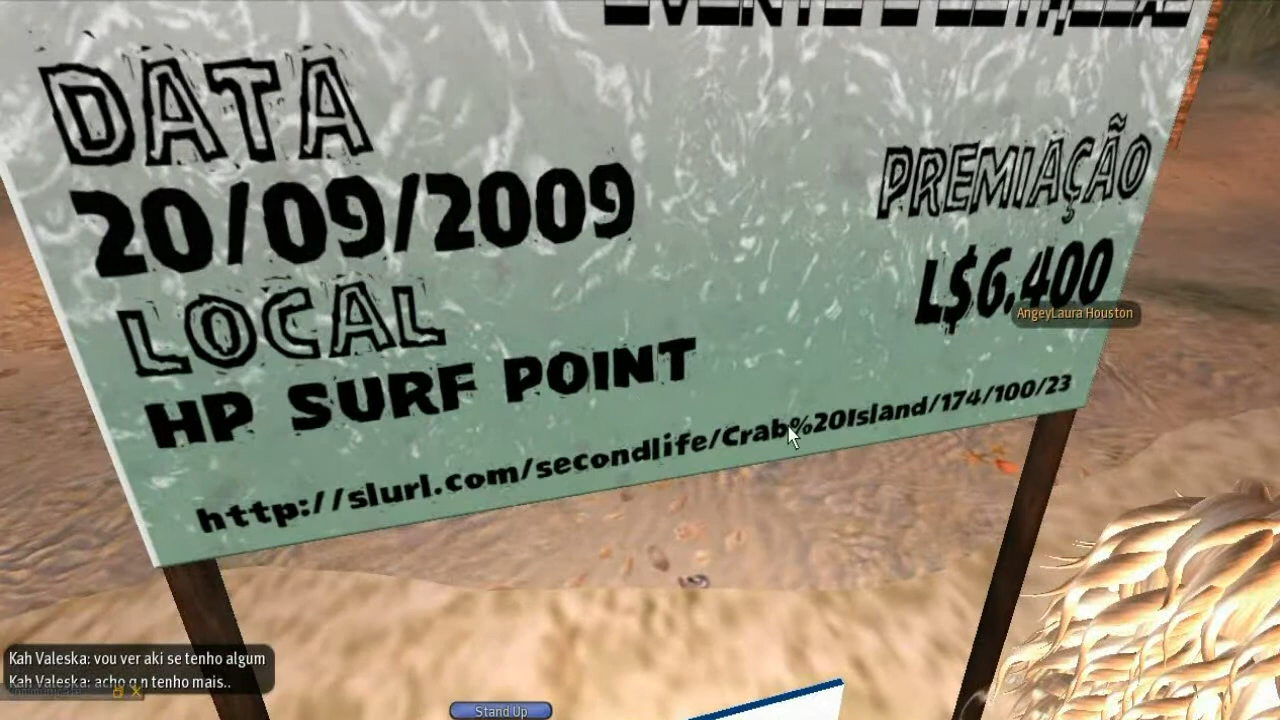 DATA
20/09/2009
LOCAL
HP SURF POINT
PREMIAÇÃO
L$6.400
AngeyLaura Houston
http://slurl.com/secondlife/Crab%20Island/174/100/23
Kah Valeska: vou ver aki se tenho algum
Kah Valeska: acho q n tenho mais..
Stand Up